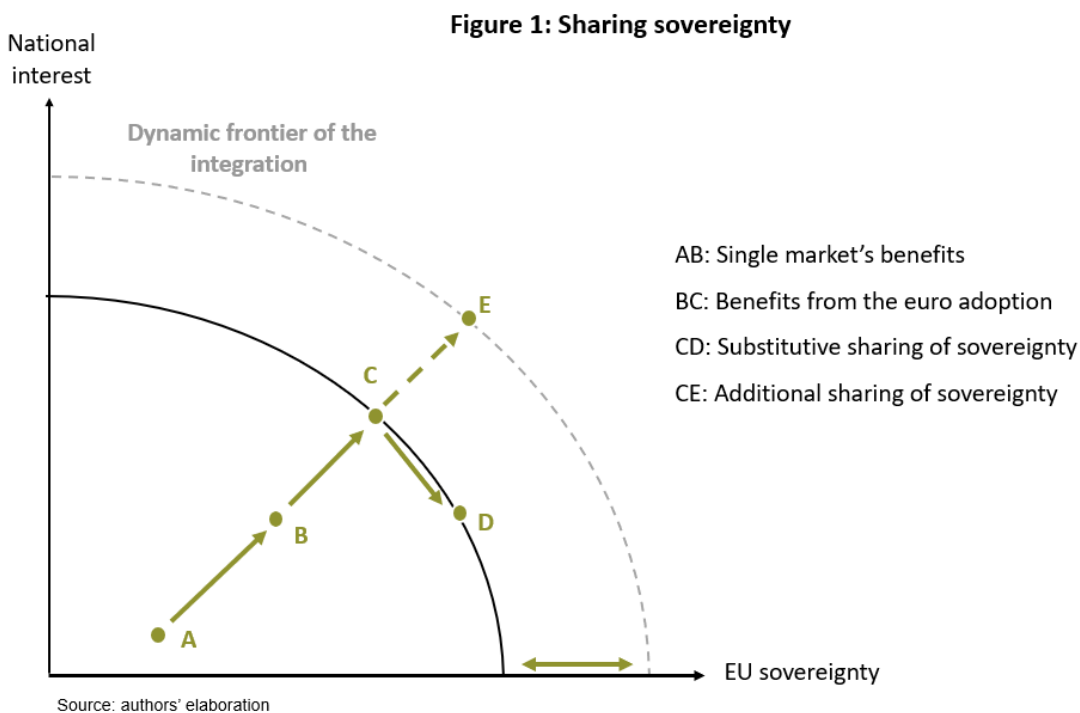 Figure 1: Sharing sovereignty
National
interest
Dynamic frontier of the
integration
AB: Single market’s benefits
E
BC: Benefits from the euro adoption
CD: Substitutive sharing of sovereignty
C
CE: Additional sharing of sovereignty
B
D
A
EU sovereignty
Source: authors’ elaboration